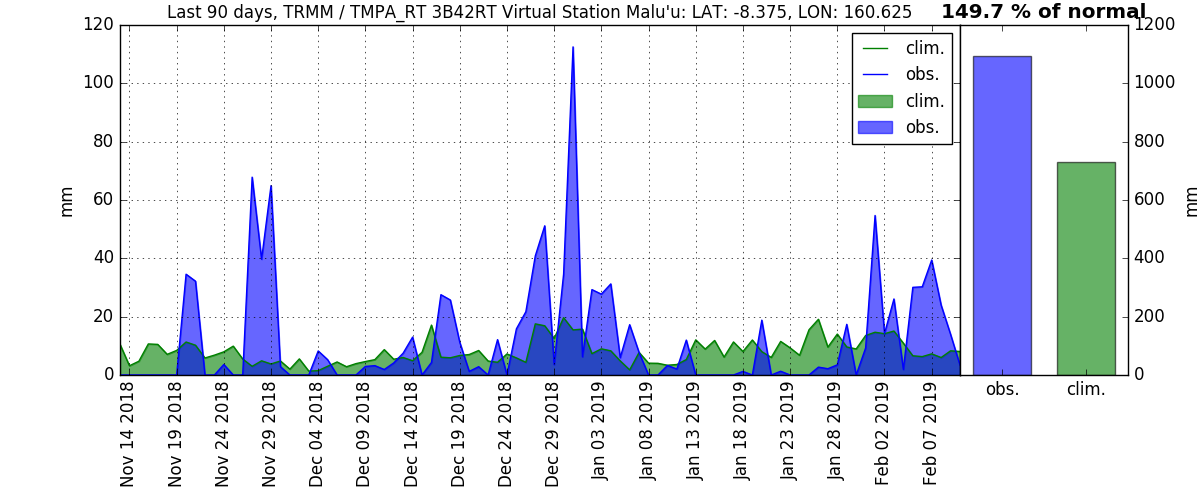 Last 90 days, TRMM / TMPA_RT 3B42RT Virtual Station Malu'u: LAT: -8.375, LON: 160.625
149.7 % of normal
120
100
80
60
40
20
0
mm
clim.
obs.
clim.
obs.
1200
1000
800
600
400
200
0
mm
Nov 14 2018
Nov 19 2018
Nov 24 2018
Nov 29 2018
Dec 04 2018
Dec 09 2018
Dec 14 2018
Dec 19 2018
Dec 24 2018
Dec 29 2018
Jan 03 2019
Jan 08 2019
Jan 13 2019
Jan 18 2019
Jan 23 2019
Jan 28 2019
Feb 02 2019
Feb 07 2019
obs.
clim.